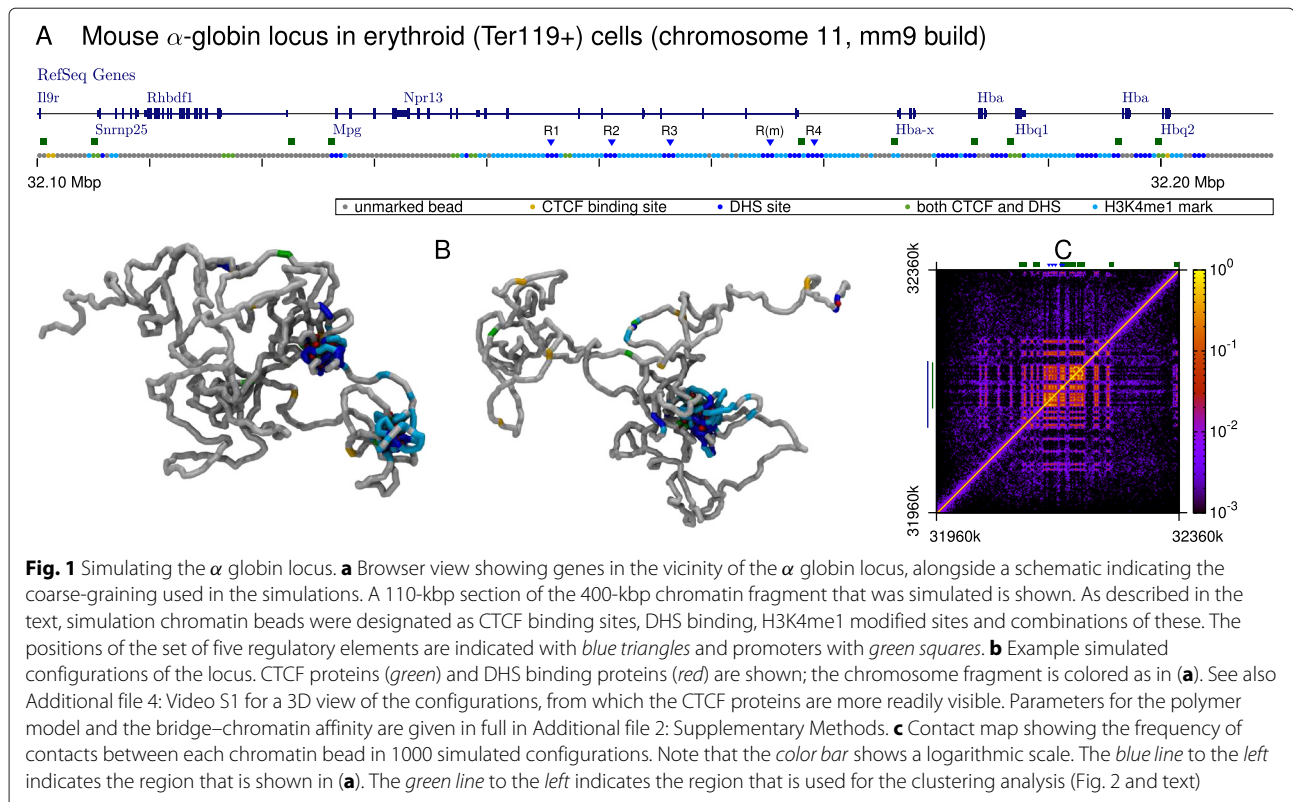 A Mouse α-globin locus in erythroid (Ter119+) cells (chromosome 11, mm9 build)
RefSeq Genes
Il9r Rhbdf1 Npr13 Hba Hba
Snrnp25 Mpg R1 R2 R3 R(m) R4 Hba-x Hbq1 Hbq2
32.10 Mbp 32.20 Mbp
unmarked bead CTCF binding site DHS site both CTCF and DHS H3K4me1 mark
B C
32360k
31960k
31960k 32360k
10⁰
10⁻¹
10⁻²
10⁻³
Fig. 1 Simulating the α globin locus. a Browser view showing genes in the vicinity of the α globin locus, alongside a schematic indicating the
coarse-graining used in the simulations. A 110-kbp section of the 400-kbp chromatin fragment that was simulated is shown. As described in the
text, simulation chromatin beads were designated as CTCF binding sites, DHS binding, H3K4me1 modified sites and combinations of these. The
positions of the set of five regulatory elements are indicated with blue triangles and promoters with green squares. b Example simulated
configurations of the locus. CTCF proteins (green) and DHS binding proteins (red) are shown; the chromosome fragment is colored as in (a). See also
Additional file 4: Video S1 for a 3D view of the configurations, from which the CTCF proteins are more readily visible. Parameters for the polymer
model and the bridge–chromatin affinity are given in full in Additional file 2: Supplementary Methods. c Contact map showing the frequency of
contacts between each chromatin bead in 1000 simulated configurations. Note that the color bar shows a logarithmic scale. The blue line to the left
indicates the region that is shown in (a). The green line to the left indicates the region that is used for the clustering analysis (Fig. 2 and text)